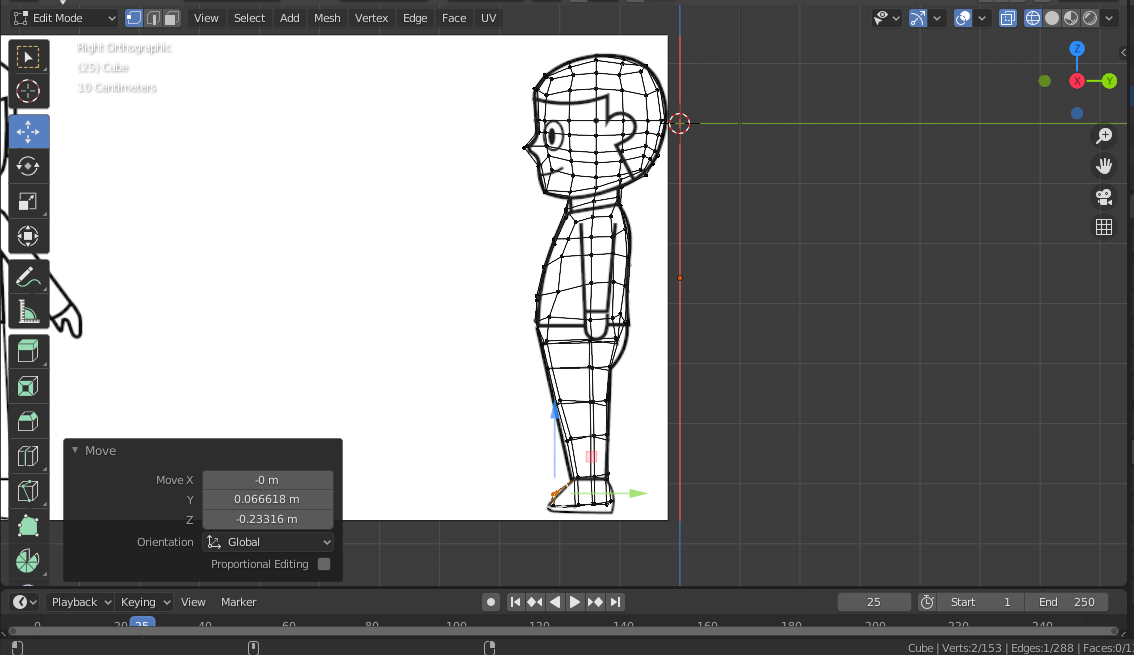 Edit Mode View Select Add Mesh Vertex Edge Face UV
Right Orthographic
(25) Cube
10 Centimeters
Z
X Y
Move
Move X -0 m
Y 0.066618 m
Z -0.23316 m
Orientation Global
Proportional Editing
Playback Keying View Marker 25 Start 1 End 250
0 20 25 40 60 80 100 120 140 160 180 200 220 240
Cube | Verts:2/153 | Edges:1/288 | Faces:0/1